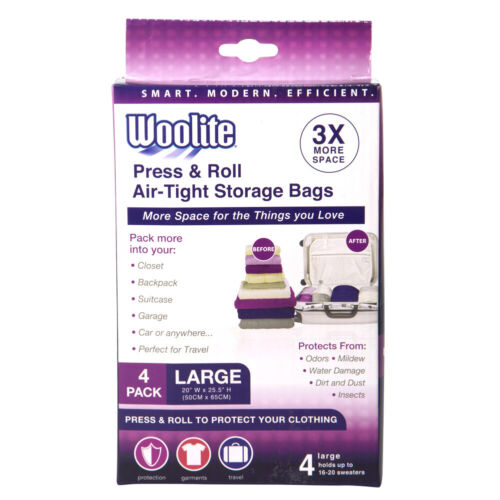 SMART. MODERN. EFFICIENT.
Woolite
3X
MORE
SPACE
Press & Roll
Air-Tight Storage Bags
More Space for the Things you Love
Pack more
into your:
• Closet
• Backpack
• Suitcase
• Garage
• Car or anywhere...
• Perfect for Travel
BEFORE
AFTER
Protects From:
• Odors • Mildew
• Water Damage
• Dirt and Dust
• Insects
4
PACK
LARGE
20" W x 25.5" H
(50CM x 65CM)
PRESS & ROLL TO PROTECT YOUR CLOTHING
protection
garments
travel
4 large
holds up to
16-20 sweaters